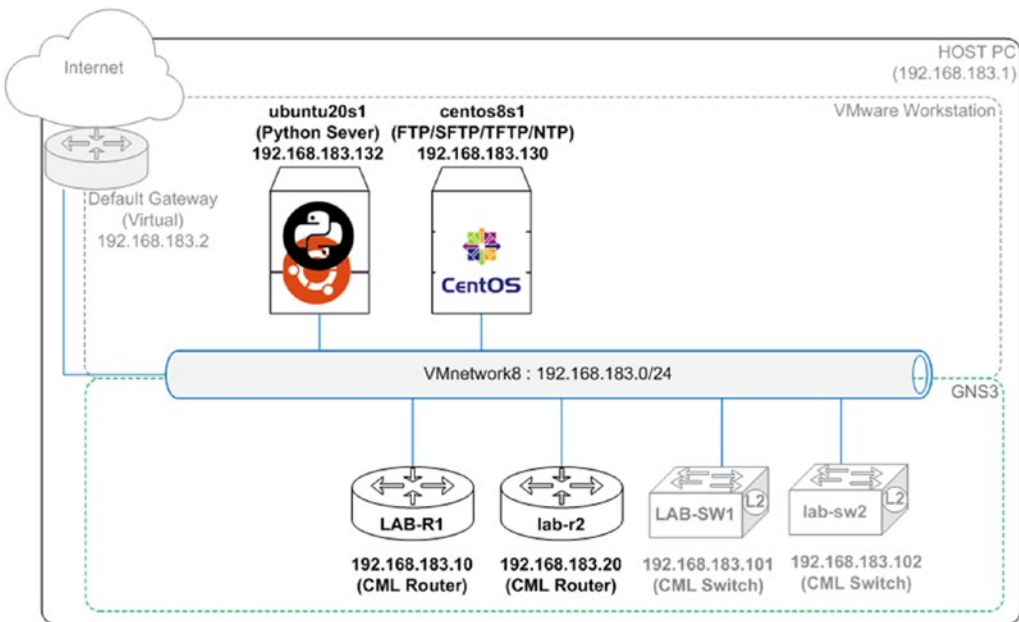 Internet
HOST PC
(192.168.183.1)
VMware Workstation
ubuntu20s1
(Python Sever)
192.168.183.132
centos8s1
(FTP/SFTP/TFTP/NTP)
192.168.183.130
Default Gateway
(Virtual)
192.168.183.2
CentOS
VMnetwork8 : 192.168.183.0/24
GNS3
LAB-R1
192.168.183.10
(CML Router)
lab-r2
192.168.183.20
(CML Router)
LAB-SW1
L2
192.168.183.101
(CML Switch)
lab-sw2
L2
192.168.183.102
(CML Switch)